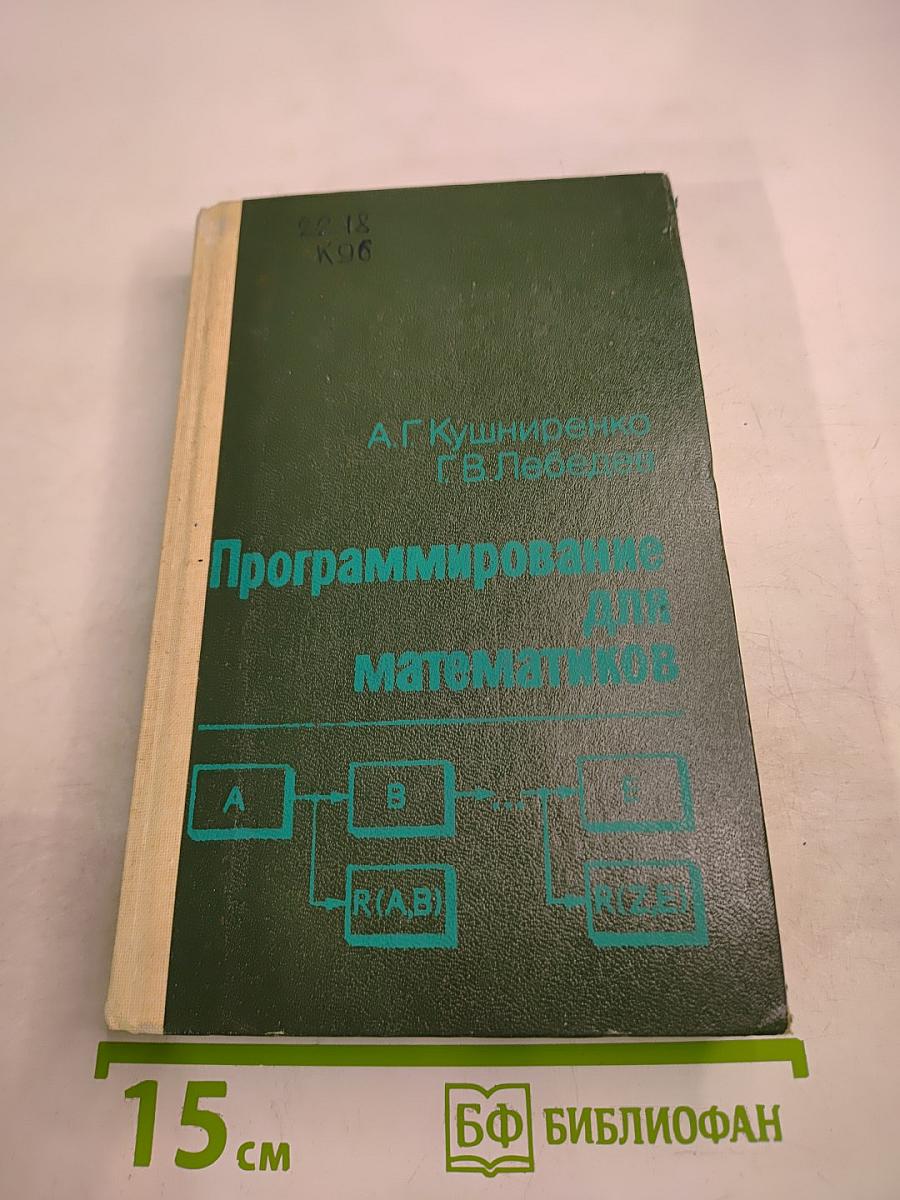 22.18
К96
А.Г.Кушниренко
Г.В.Лебедев
Программирование
для
математиков
A
B
...
E
R(A,B)
R(Z,E)
15 см
БФ БИБЛИОФАН